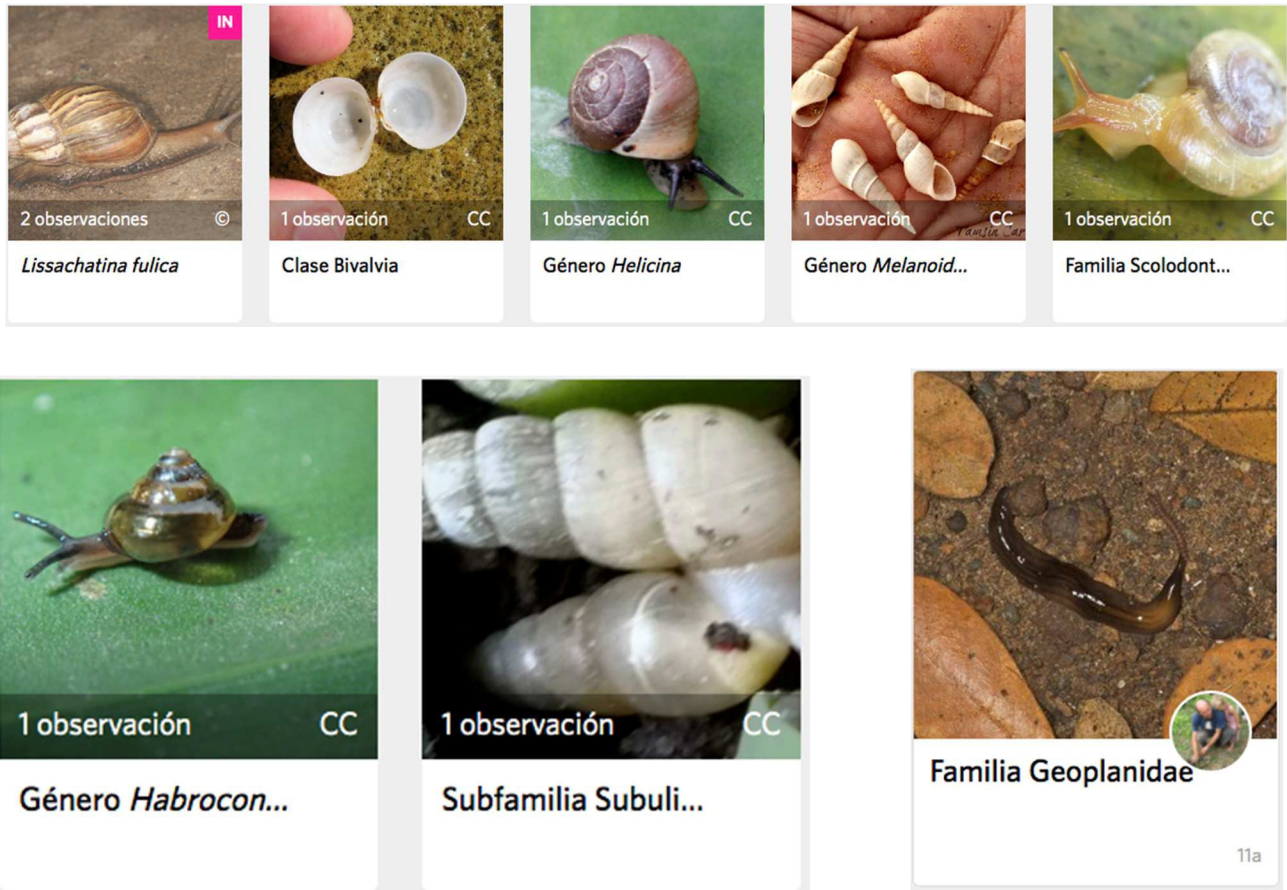 IN
2 observaciones ©
Lissachatina fulica
1 observación CC
Clase Bivalvia
1 observación CC
Género Helicina
1 observación CC
Género Melanoid...
1 observación CC
Familia Scolodont...
1 observación CC
Género Habrocon...
1 observación CC
Subfamilia Subuli...
Familia Geoplanidae
11a